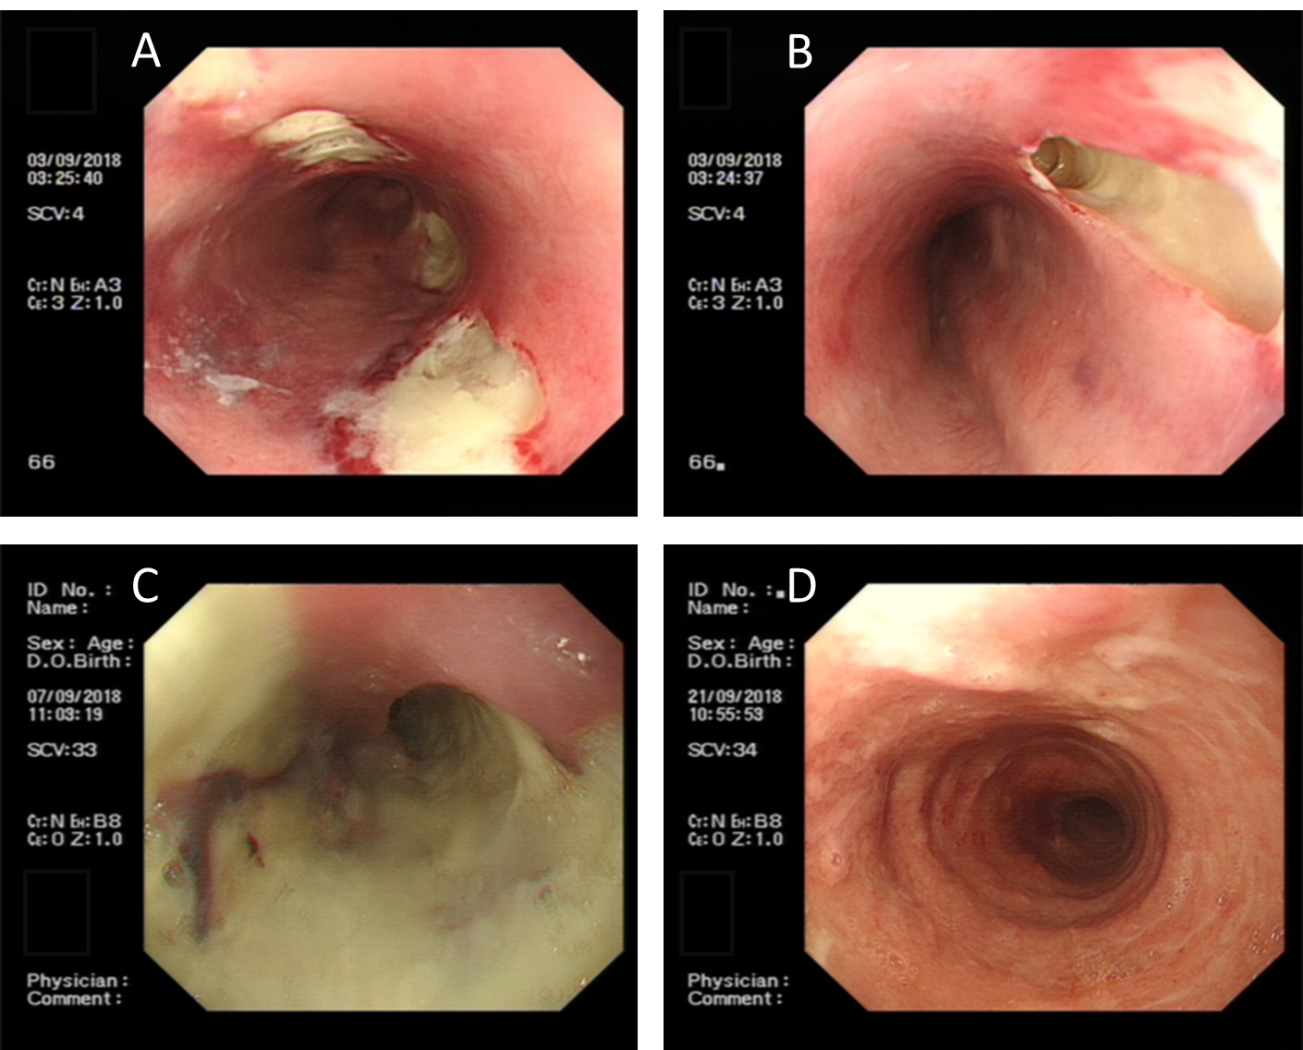 A
03/09/2018
03:25:40
SCV:4
Ct:N Eh:A3
Ce:3 Z:1.0
66
B
03/09/2018
03:24:37
SCV:4
Ct:N Eh:A3
Ce:3 Z:1.0
66
C
ID No. :
Name:
Sex: Age:
D.O.Birth:
07/09/2018
11:03:19
SCV:33
Ct:N Eh:B8
Ce:0 Z:1.0
Physician:
Comment:
D
ID No. :
Name:
Sex: Age:
D.O.Birth:
21/09/2018
10:55:53
SCV:34
Ct:N Eh:B8
Ce:0 Z:1.0
Physician:
Comment: